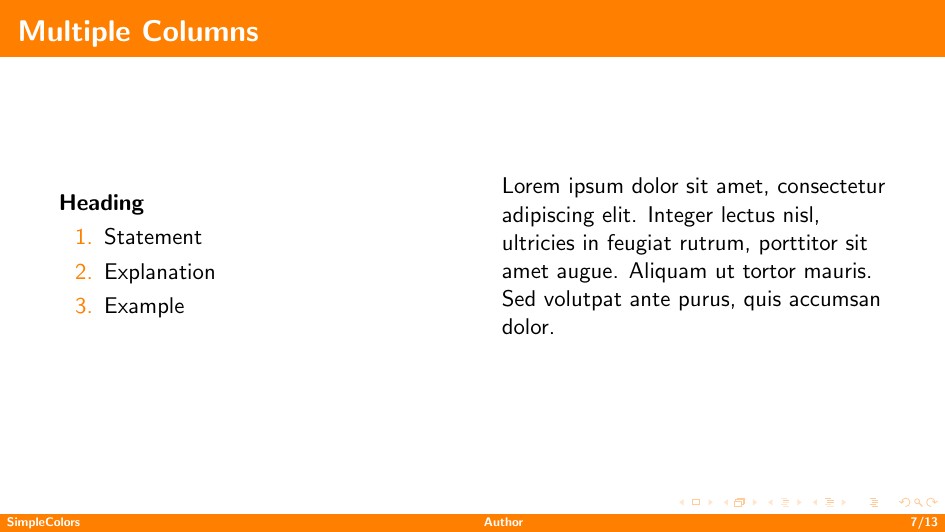 Multiple Columns
Heading
1. Statement
2. Explanation
3. Example
Lorem ipsum dolor sit amet, consectetur
adipiscing elit. Integer lectus nisl,
ultricies in feugiat rutrum, porttitor sit
amet augue. Aliquam ut tortor mauris.
Sed volutpat ante purus, quis accumsan
dolor.
SimpleColors
Author
7/13